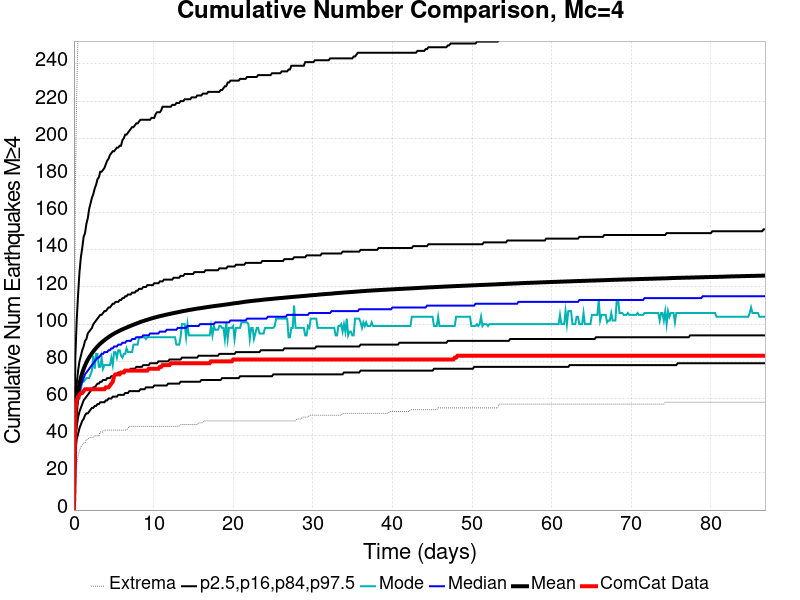 Cumulative Number Comparison, Mc=4
Cumulative Num Earthquakes M≥4
240
220
200
180
160
140
120
100
80
60
40
20
0
0 10 20 30 40 50 60 70 80
Time (days)
Extrema p2.5,p16,p84,p97.5 Mode Median Mean ComCat Data